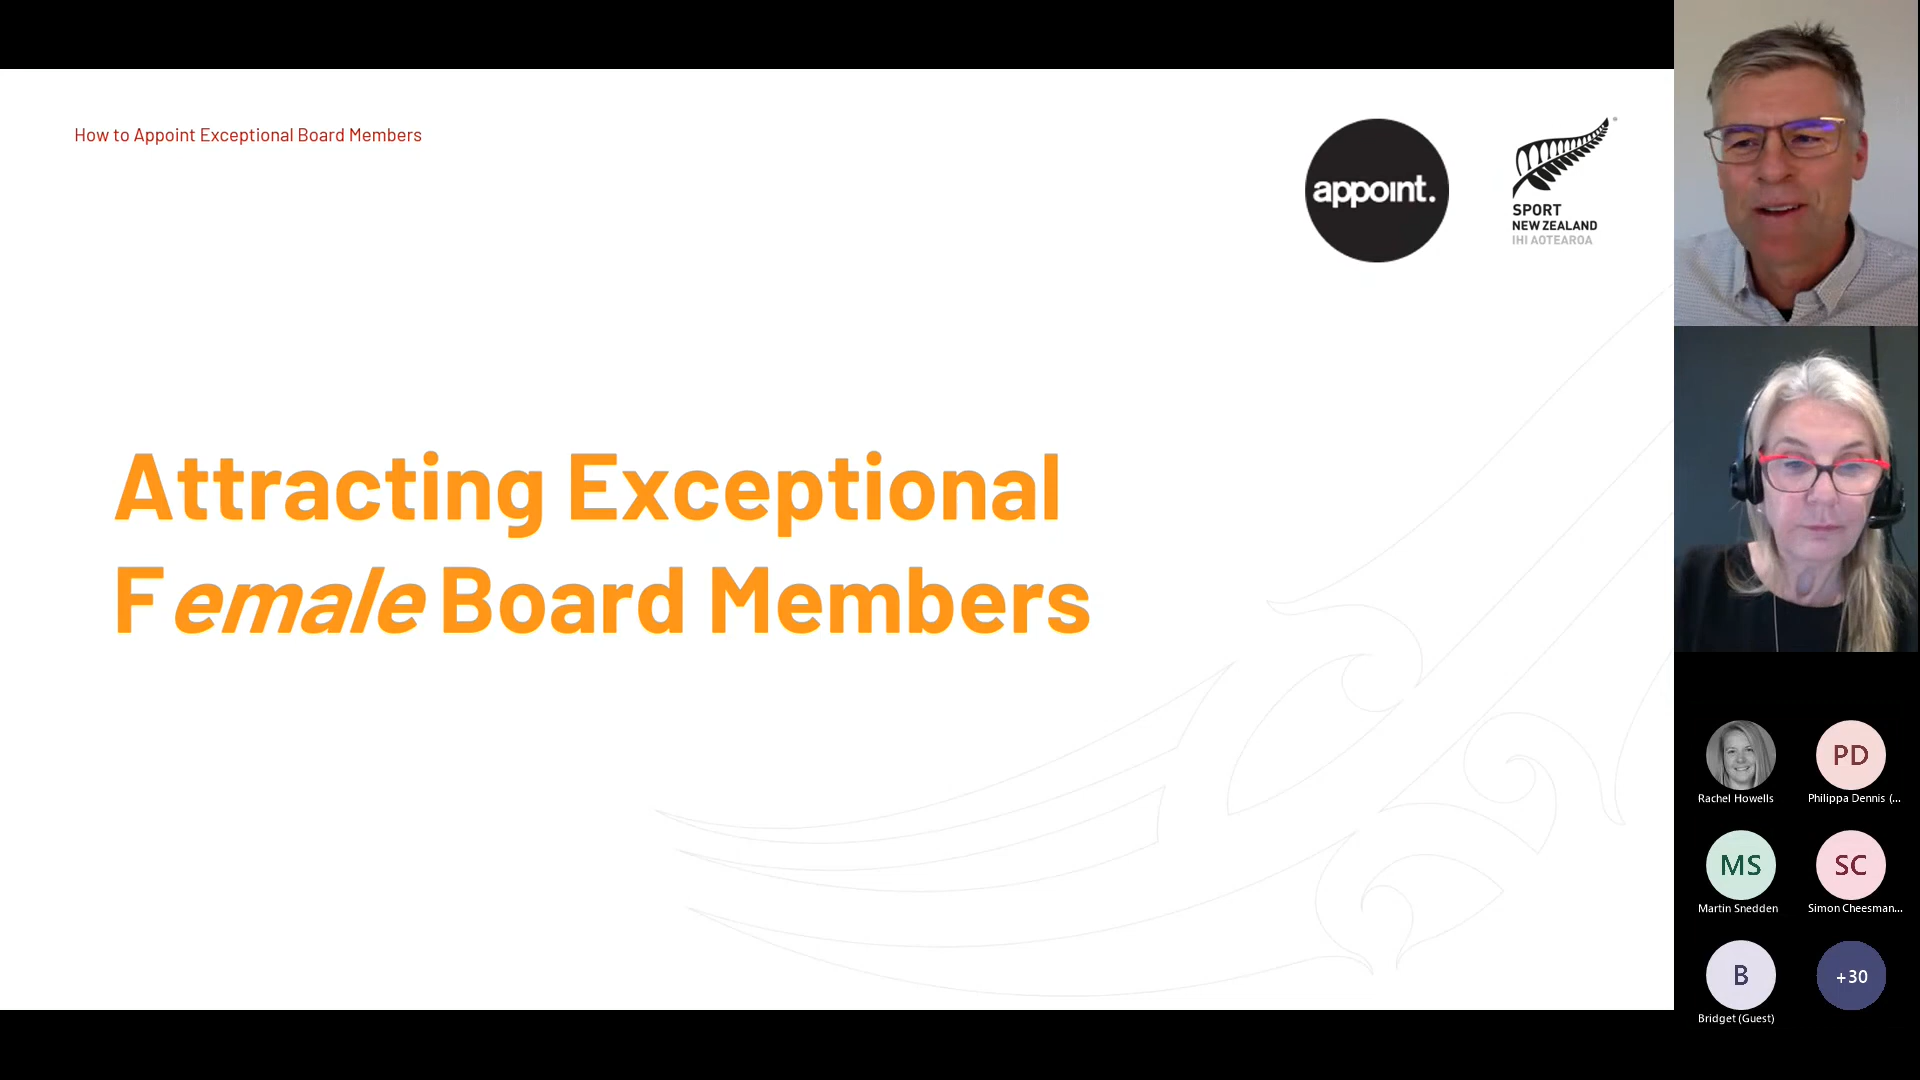 How to Appoint Exceptional Board Members
appoint.
SPORT
NEW ZEALAND
IHI AOTEAROA
Attracting Exceptional
Female Board Members
Rachel Howells
PD
Philippa Dennis (...
MS
Martin Snedden
SC
Simon Cheesman...
B
Bridget (Guest)
+30